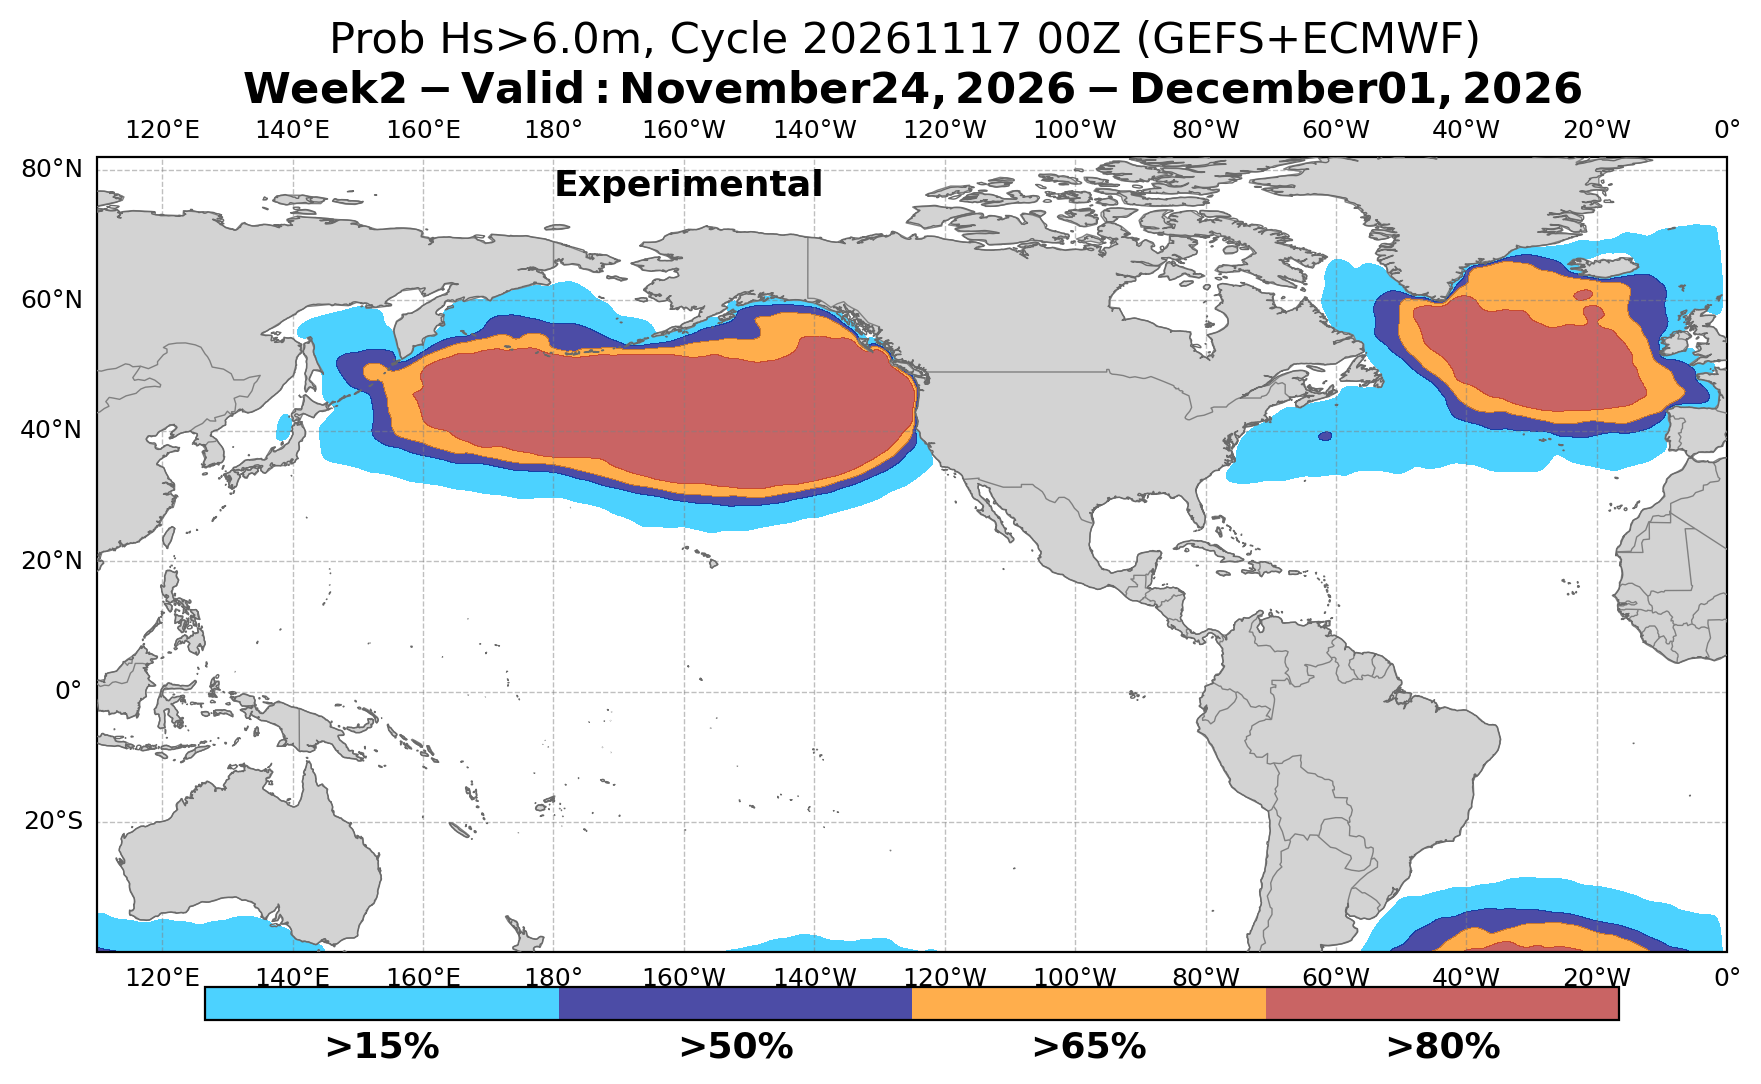 Prob Hs>6.0m, Cycle 20261117 00Z (GEFS+ECMWF)
Week2 − Valid : November24, 2026 − December01, 2026
120°E 140°E 160°E 180° 160°W 140°W 120°W 100°W 80°W 60°W 40°W 20°W 0°
80°N
Experimental
60°N
40°N
20°N
0°
20°S
120°E 140°E 160°E 180° 160°W 140°W 120°W 100°W 80°W 60°W 40°W 20°W 0°
>15% >50% >65% >80%